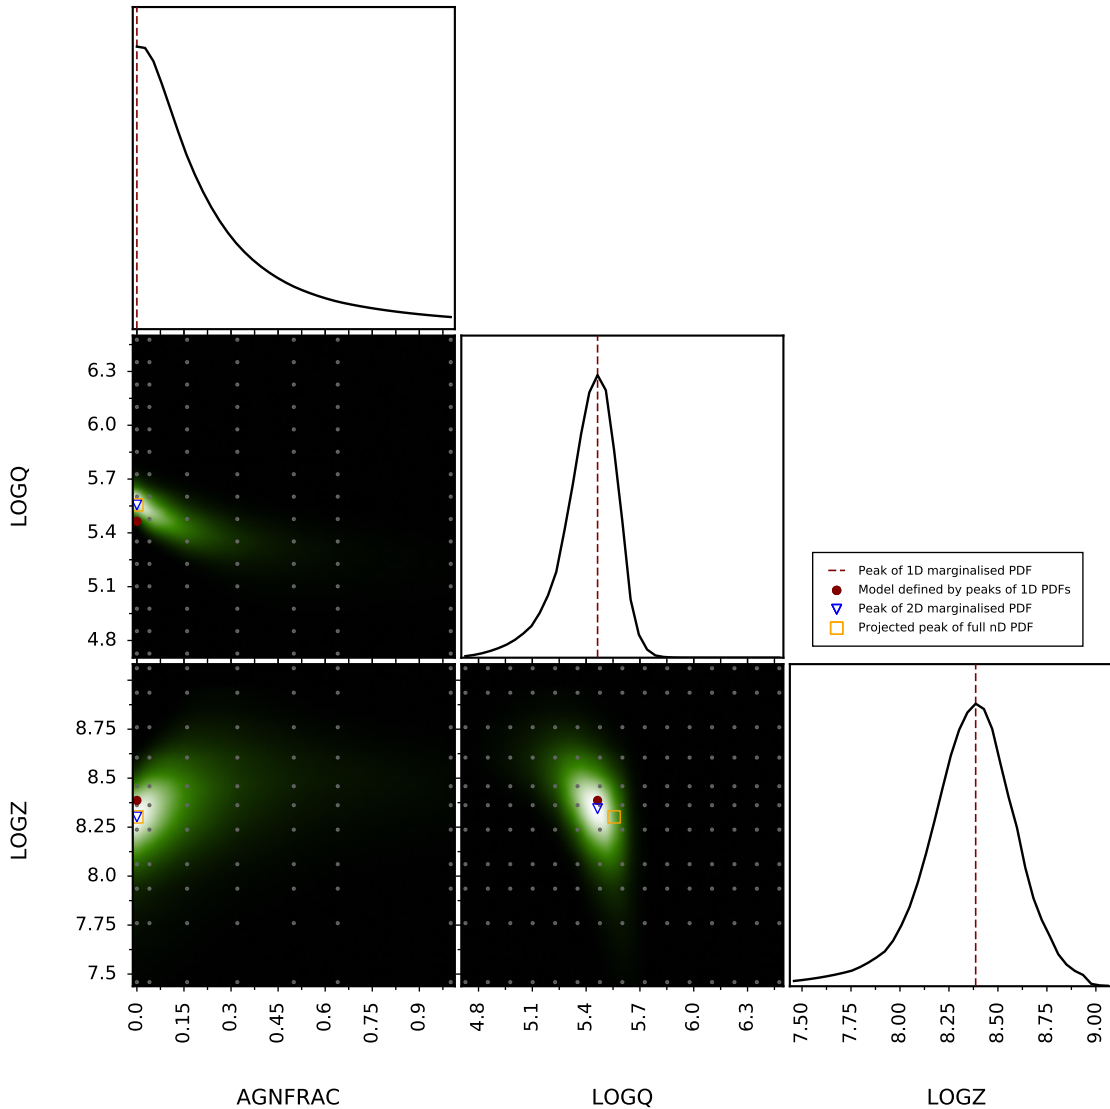 LOGQ
6.3
6.0
5.7
5.4
5.1
4.8
Peak of 1D marginalised PDF
Model defined by peaks of 1D PDFs
Peak of 2D marginalised PDF
Projected peak of full nD PDF
LOGZ
8.75
8.5
8.25
8.0
7.75
7.5
0.0 0.15 0.3 0.45 0.6 0.75 0.9
4.8 5.1 5.4 5.7 6.0 6.3
7.50 7.75 8.00 8.25 8.50 8.75 9.00
AGNFRAC LOGQ LOGZ